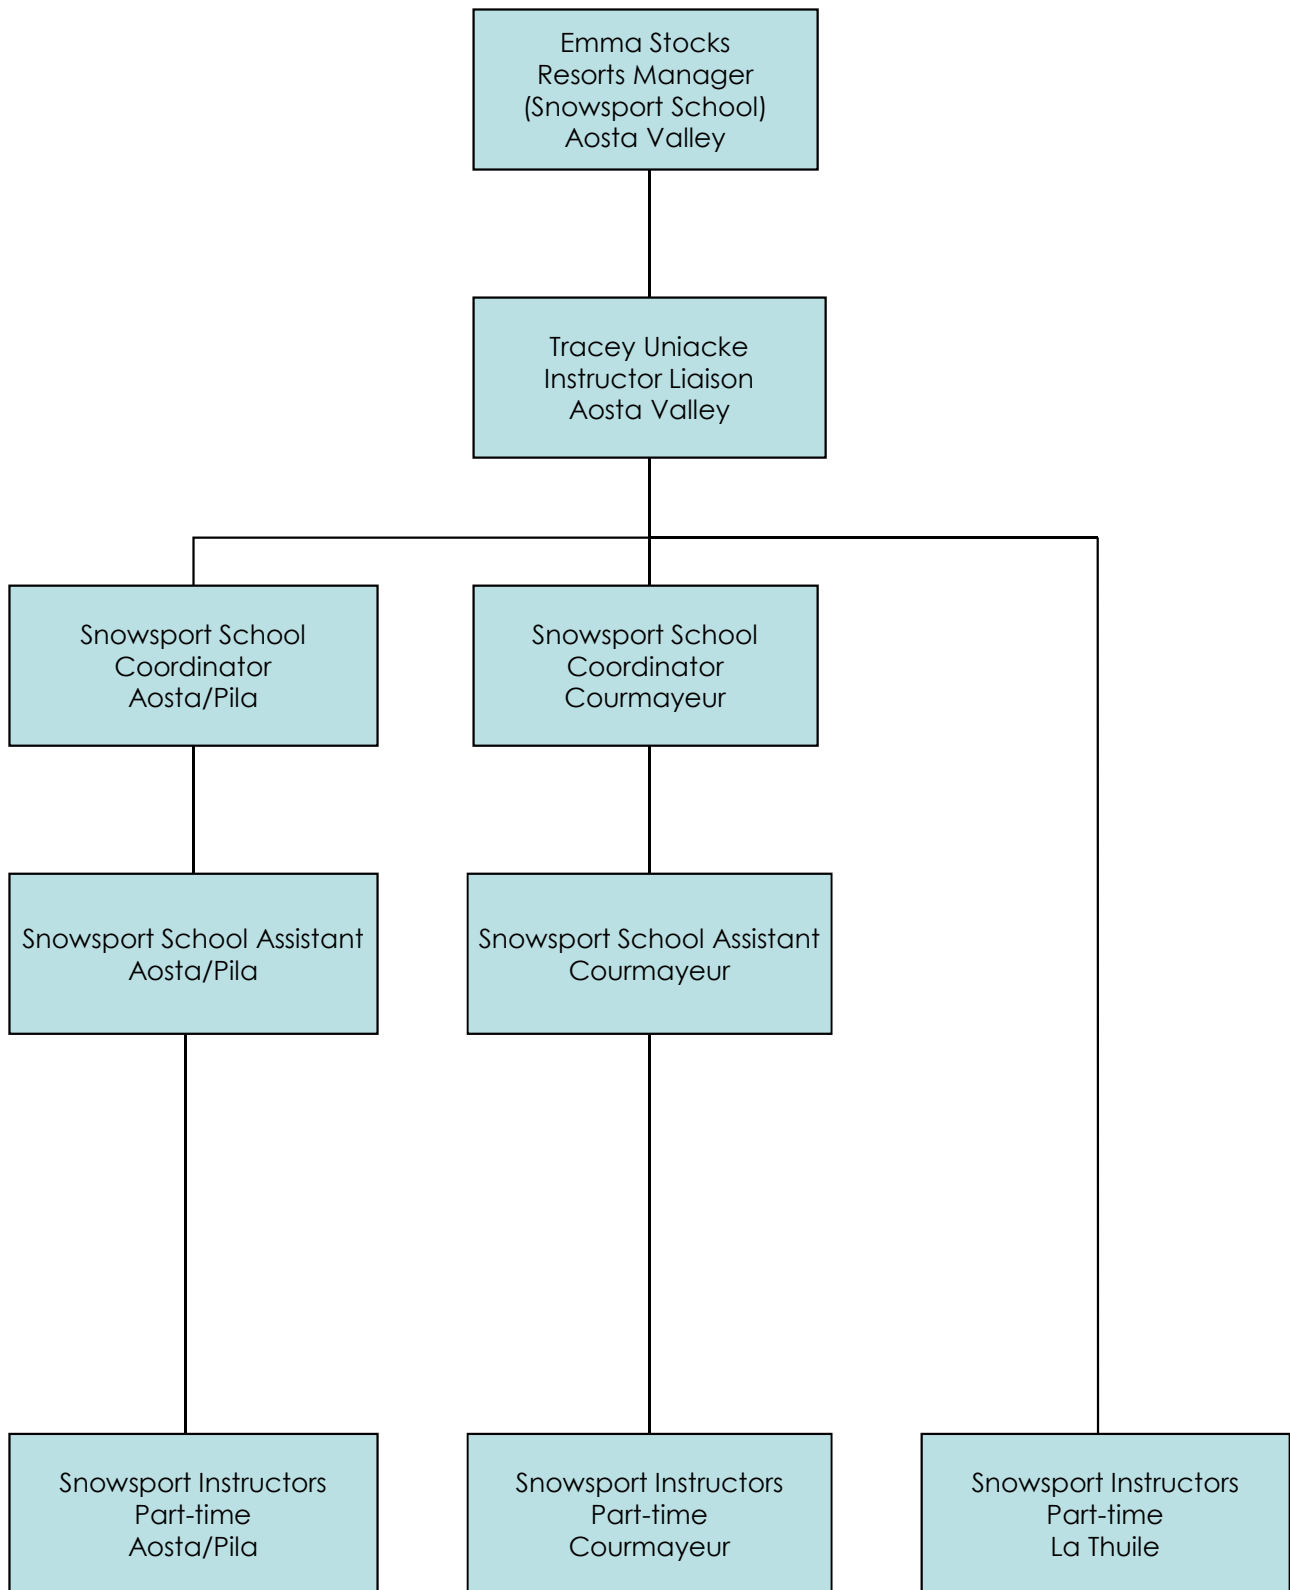 Emma Stocks
Resorts Manager
(Snowsport School)
Aosta Valley
Tracey Uniacke
Instructor Liaison
Aosta Valley
Snowsport School
Coordinator
Aosta/Pila
Snowsport School
Coordinator
Courmayeur
Snowsport School Assistant
Aosta/Pila
Snowsport School Assistant
Courmayeur
Snowsport Instructors
Part-time
Aosta/Pila
Snowsport Instructors
Part-time
Courmayeur
Snowsport Instructors
Part-time
La Thuile